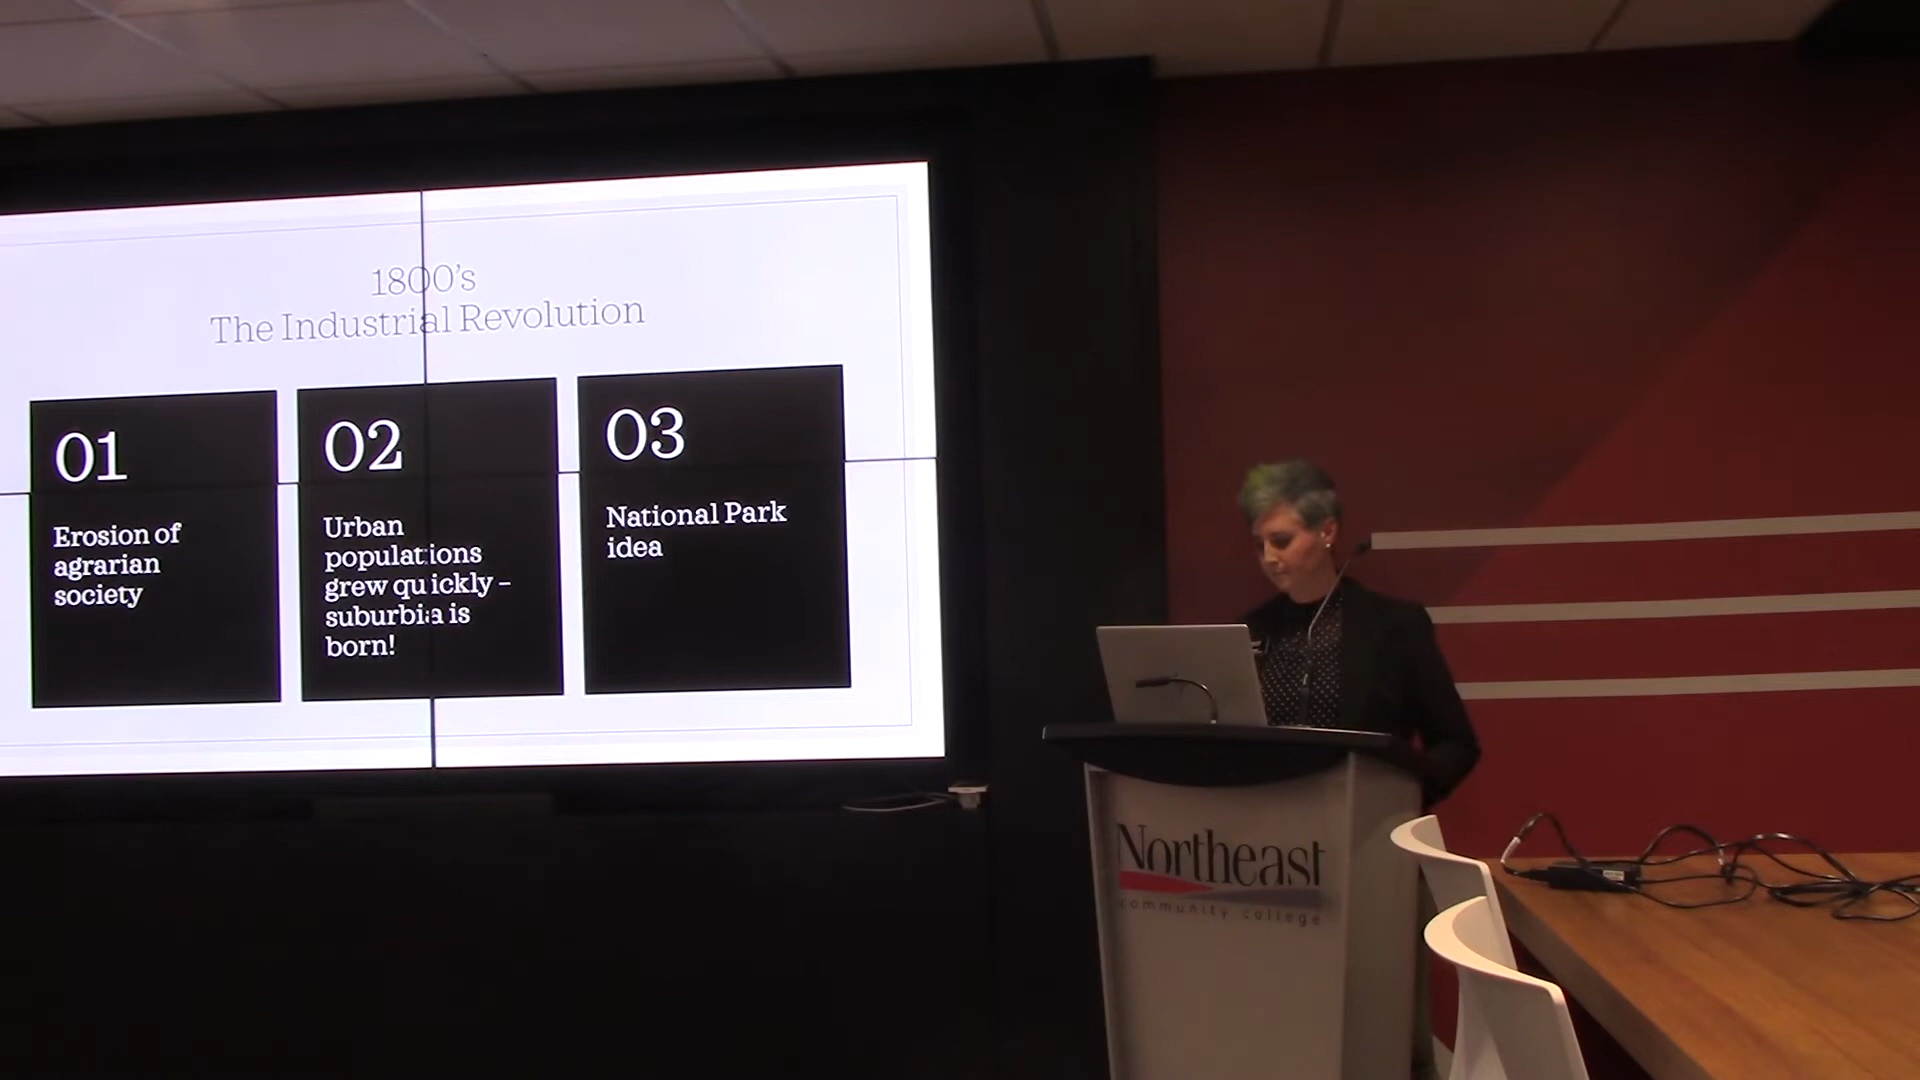 1800's
The Industrial Revolution
01
Erosion of
agrarian
society
02
Urban
populations
grew quickly –
suburbia is
born!
03
National Park
idea
Northeast
community college